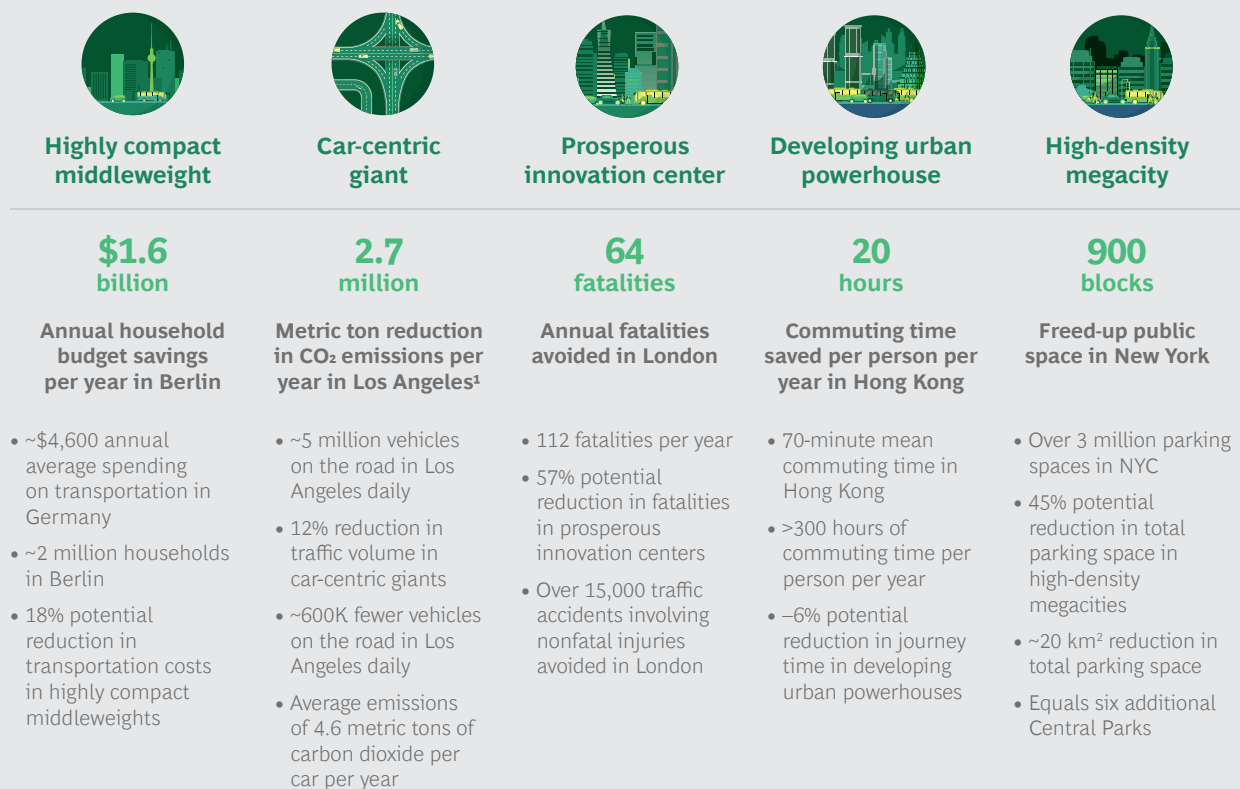 Highly compact
middleweight
$1.6
billion
Annual household
budget savings
per year in Berlin
• ~$4,600 annual
average spending
on transportation in
Germany
• ~2 million households
in Berlin
• 18% potential
reduction in
transportation costs
in highly compact
middleweights
Car-centric
giant
2.7
million
Metric ton reduction
in CO₂ emissions per
year in Los Angeles¹
• ~5 million vehicles
on the road in Los
Angeles daily
• 12% reduction in
traffic volume in
car-centric giants
• ~600K fewer vehicles
on the road in Los
Angeles daily
• Average emissions
of 4.6 metric tons of
carbon dioxide per
car per year
Prosperous
innovation center
64
fatalities
Annual fatalities
avoided in London
• 112 fatalities per year
• 57% potential
reduction in fatalities
in prosperous
innovation centers
• Over 15,000 traffic
accidents involving
nonfatal injuries
avoided in London
Developing urban
powerhouse
20
hours
Commuting time
saved per person per
year in Hong Kong
• 70-minute mean
commuting time in
Hong Kong
• >300 hours of
commuting time per
person per year
• –6% potential
reduction in journey
time in developing
urban powerhouses
High-density
megacity
900
blocks
Freed-up public
space in New York
• Over 3 million parking
spaces in NYC
• 45% potential
reduction in total
parking space in
high-density
megacities
• ~20 km² reduction in
total parking space
• Equals six additional
Central Parks